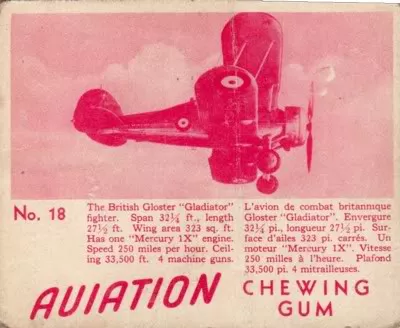 No. 18
The British Gloster "Gladiator"
fighter. Span 32¼ ft., length
27½ ft. Wing area 323 sq. ft.
Has one "Mercury 1X" engine.
Speed 250 miles per hour. Ceil-
ing 33,500 ft. 4 machine guns.
L'avion de combat britannique
Gloster "Gladiator". Envergure
32¼ pi., longueur 27½ pi. Sur-
face d'ailes 323 pi. carrés. Un
moteur "Mercury 1X". Vitesse
250 milles à l'heure. Plafond
33,500 pi. 4 mitrailleuses.
AVIATION
CHEWING
GUM